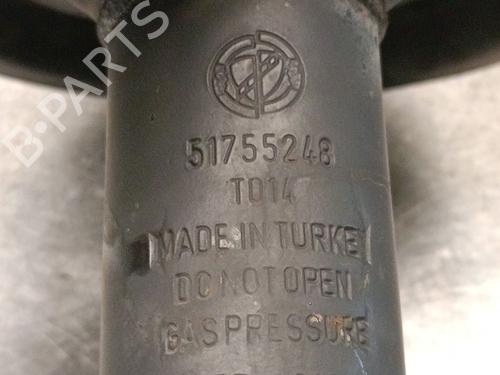 B-PARTS
51755248
T014
MADE IN TURKEY
DO NOT OPEN
GAS PRESSURE